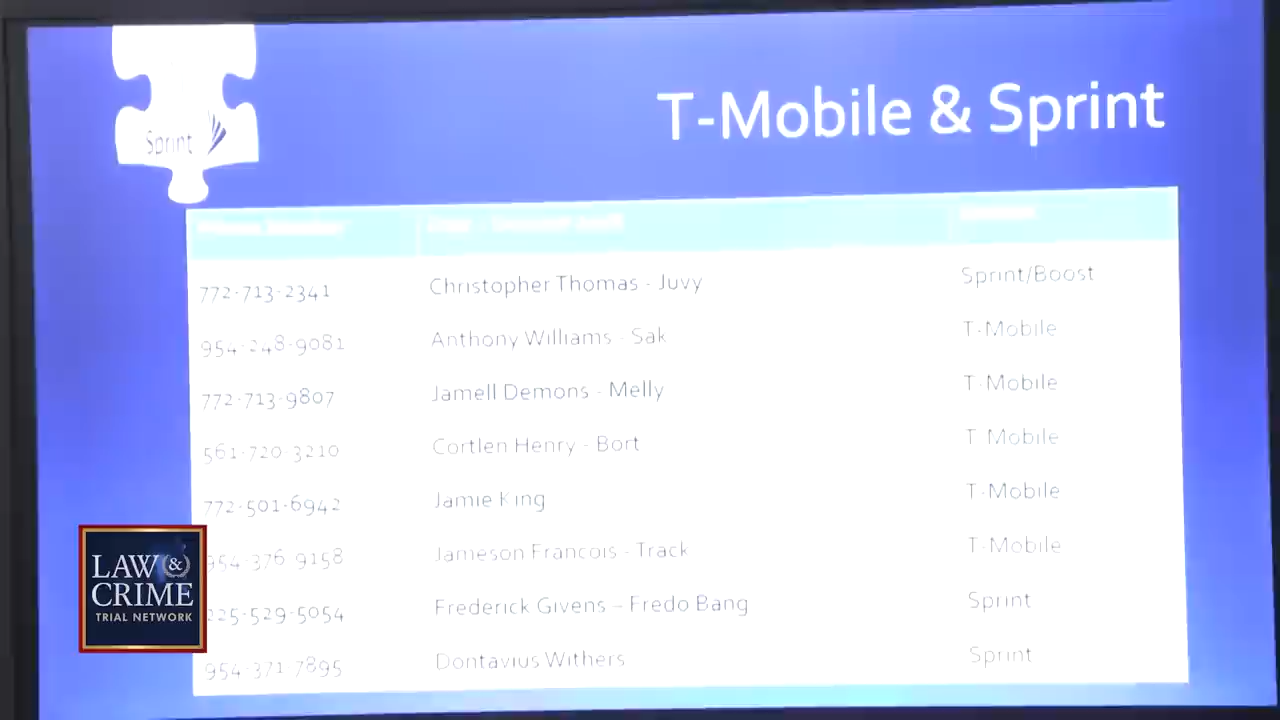 Sprint
T-Mobile & Sprint
772-713-2341 Christopher Thomas - Juvy Sprint/Boost
954-248-9081 Anthony Williams - Sak T-Mobile
772-713-9807 Jamell Demons - Melly T-Mobile
561-720-3210 Cortlen Henry - Bort T-Mobile
772-501-6942 Jamie King T-Mobile
954-376-9158 Jameson Francois - Track T-Mobile
225-529-5054 Frederick Givens – Fredo Bang Sprint
954-371-7895 Dontavius Withers Sprint
LAW &
CRIME
TRIAL NETWORK